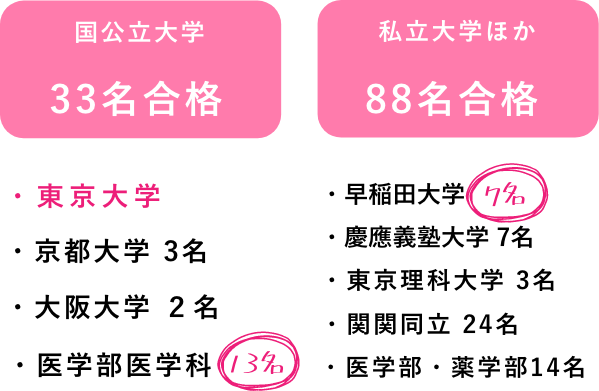 国公立大学
33名合格
・東京大学
・京都大学 3名
・大阪大学 2名
・医学部医学科 13名
私立大学ほか
88名合格
・早稲田大学 7名
・慶應義塾大学 7名
・東京理科大学 3名
・関関同立 24名
・医学部・薬学部14名